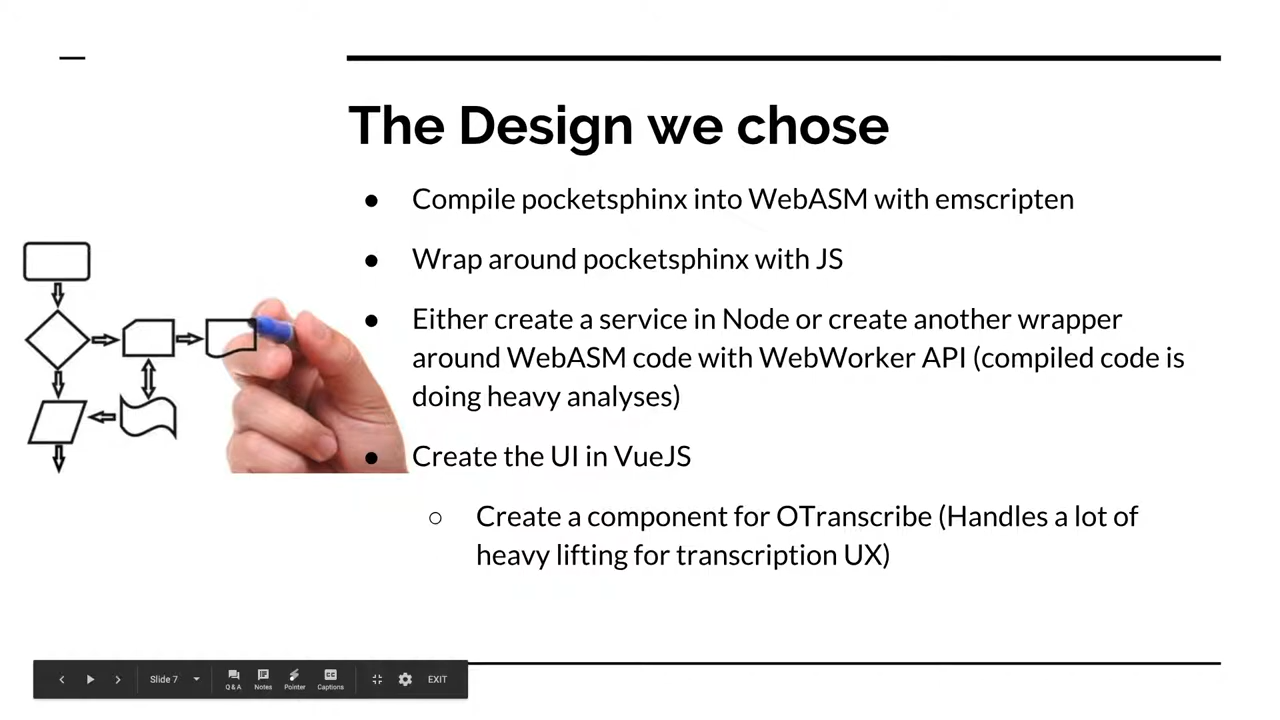 The Design we chose
● Compile pocketsphinx into WebASM with emscripten
● Wrap around pocketsphinx with JS
● Either create a service in Node or create another wrapper
around WebASM code with WebWorker API (compiled code is
doing heavy analyses)
● Create the UI in VueJS
○ Create a component for OTranscribe (Handles a lot of
heavy lifting for transcription UX)
Slide 7
Q & A Notes Pointer Captions
EXIT